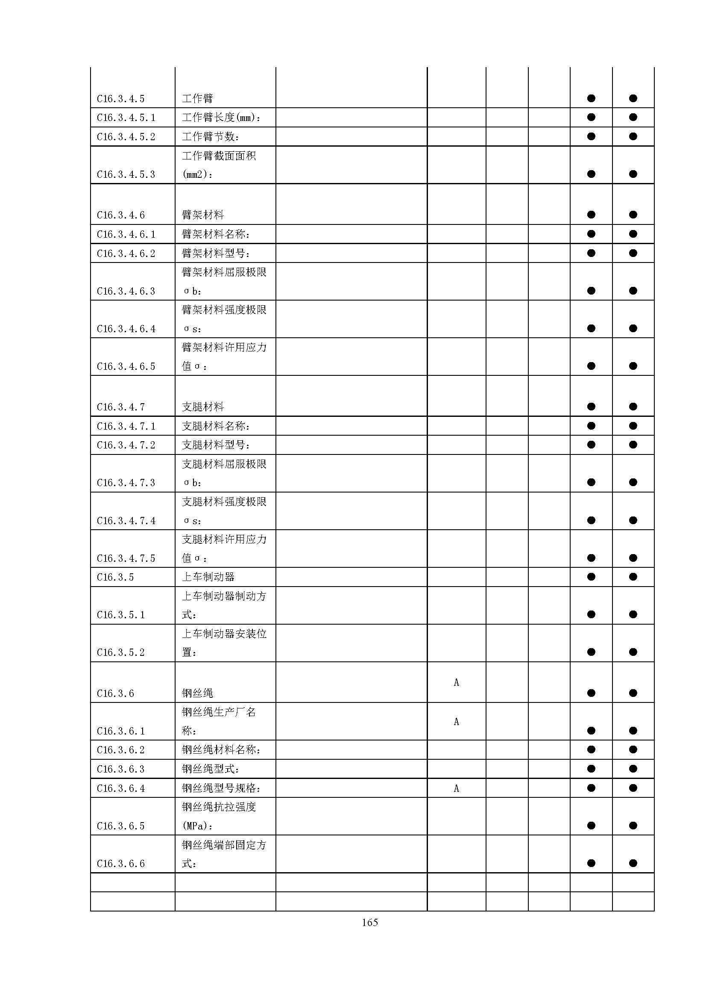 C16.3.4.5 工作臂 ● ●
C16.3.4.5.1 工作臂长度(mm): ● ●
C16.3.4.5.2 工作臂节数: ● ●
工作臂截面面积
C16.3.4.5.3 (mm2): ● ●
C16.3.4.6 臂架材料 ● ●
C16.3.4.6.1 臂架材料名称: ● ●
C16.3.4.6.2 臂架材料型号: ● ●
臂架材料屈服极限
C16.3.4.6.3 σb: ● ●
臂架材料强度极限
C16.3.4.6.4 σs: ● ●
臂架材料许用应力
C16.3.4.6.5 值σ: ● ●
C16.3.4.7 支腿材料 ● ●
C16.3.4.7.1 支腿材料名称: ● ●
C16.3.4.7.2 支腿材料型号: ● ●
支腿材料屈服极限
C16.3.4.7.3 σb: ● ●
支腿材料强度极限
C16.3.4.7.4 σs: ● ●
支腿材料许用应力
C16.3.4.7.5 值σ: ● ●
C16.3.5 上车制动器 ● ●
上车制动器制动方
C16.3.5.1 式: ● ●
上车制动器安装位
C16.3.5.2 置: ● ●
A
C16.3.6 钢丝绳 ● ●
钢丝绳生产厂名
A
C16.3.6.1 称: ● ●
C16.3.6.2 钢丝绳材料名称: ● ●
C16.3.6.3 钢丝绳型式: ● ●
C16.3.6.4 钢丝绳型号规格: A ● ●
钢丝绳抗拉强度
C16.3.6.5 (MPa): ● ●
钢丝绳端部固定方
C16.3.6.6 式: ● ●
165